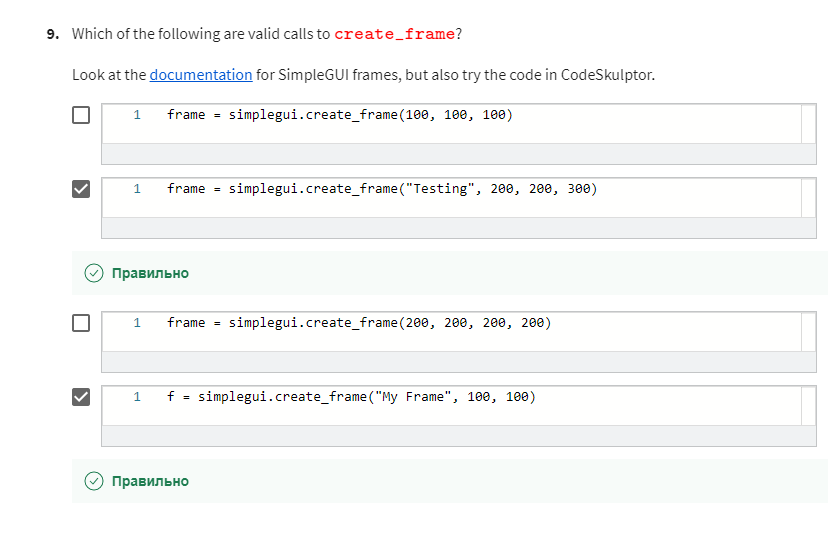 9. Which of the following are valid calls to create_frame?
Look at the documentation for SimpleGUI frames, but also try the code in CodeSkulptor.
1 frame = simplegui.create_frame(100, 100, 100)
1 frame = simplegui.create_frame("Testing", 200, 200, 300)
Правильно
1 frame = simplegui.create_frame(200, 200, 200, 200)
1 f = simplegui.create_frame("My Frame", 100, 100)
Правильно